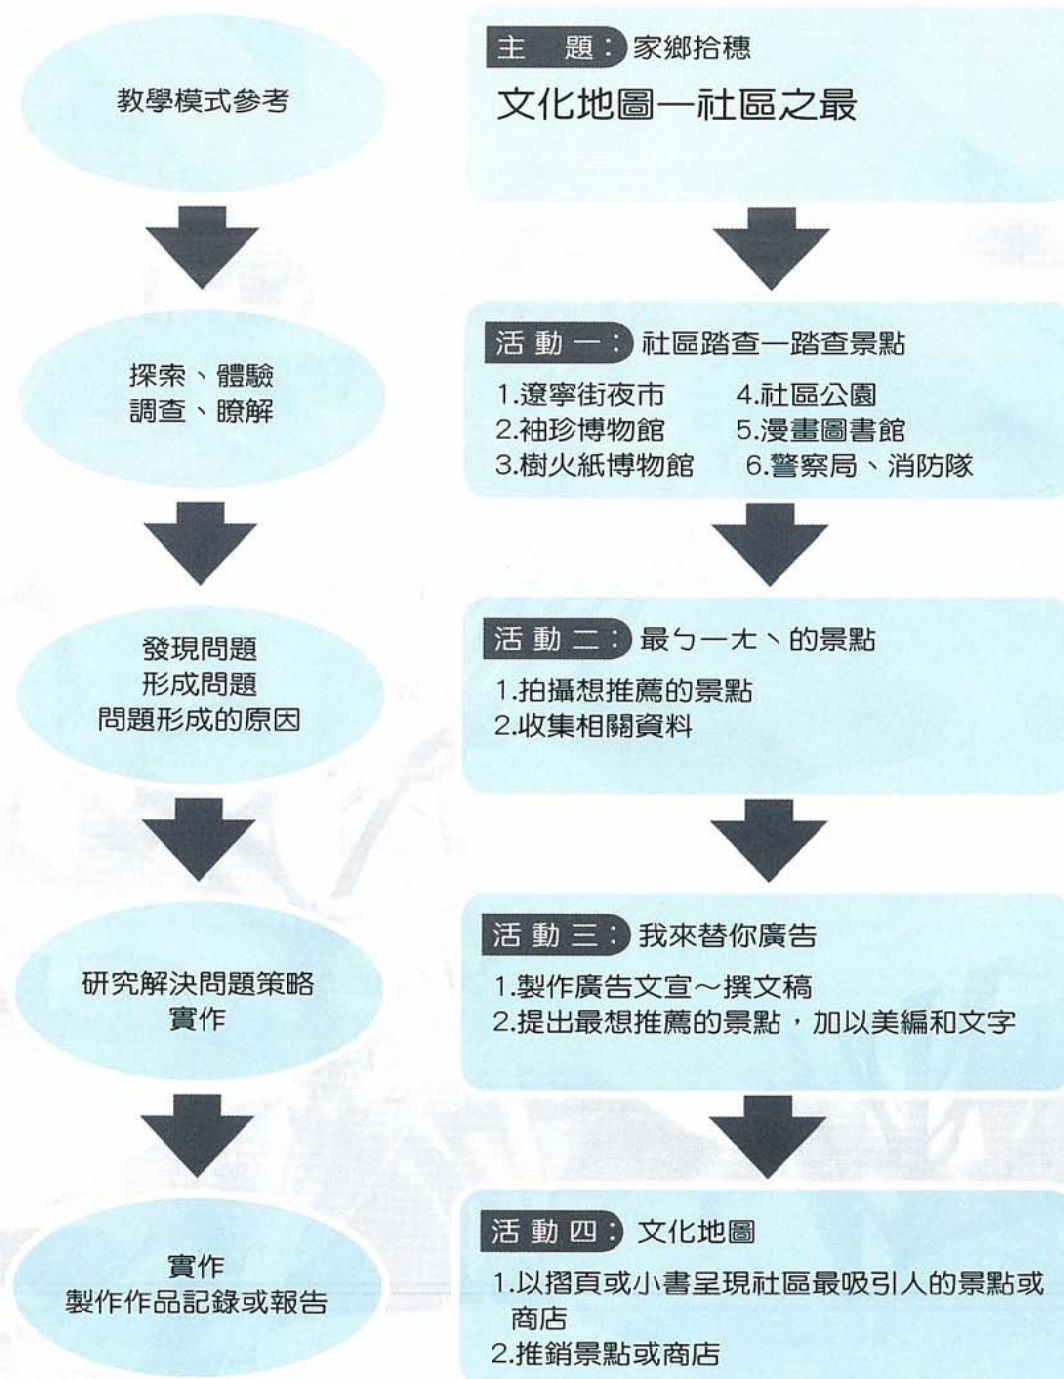 教學模式參考
主 題：家鄉拾穗
文化地圖—社區之最
探索、體驗
調查、瞭解
活動一：社區踏查—踏查景點
1.遼寧街夜市 4.社區公園
2.袖珍博物館 5.漫畫圖書館
3.樹火紙博物館 6.警察局、消防隊
發現問題
形成問題
問題形成的原因
活動二：最ㄅㄧㄤˋ的景點
1.拍攝想推薦的景點
2.收集相關資料
研究解決問題策略
實作
活動三：我來替你廣告
1.製作廣告文宣～撰文稿
2.提出最想推薦的景點，加以美編和文字
實作
製作作品記錄或報告
活動四：文化地圖
1.以摺頁或小書呈現社區最吸引人的景點或
商店
2.推銷景點或商店